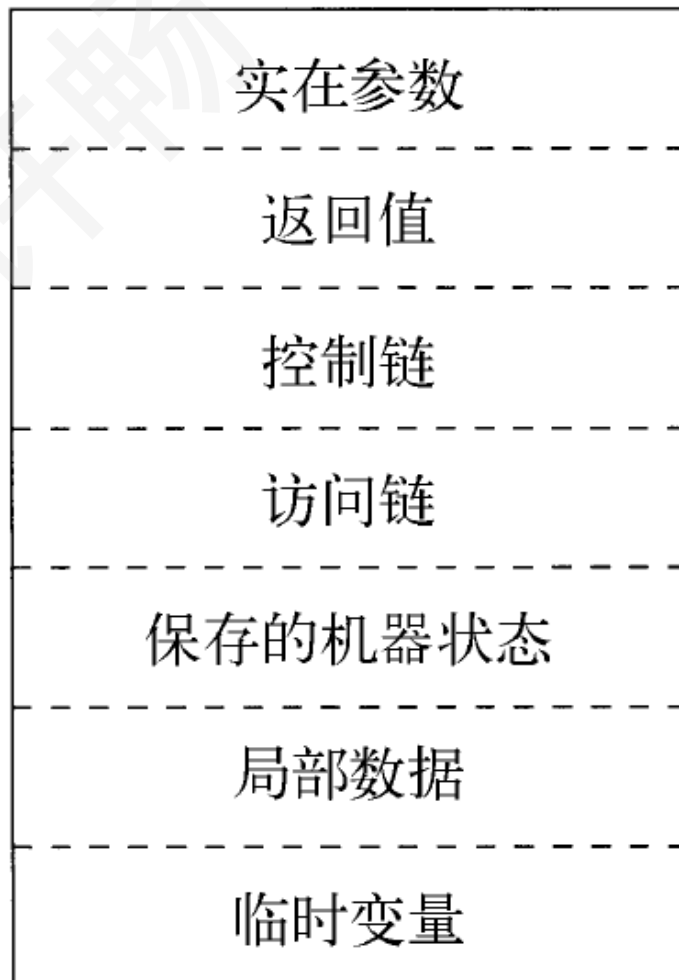 实在参数
返回值
控制链
访问链
保存的机器状态
局部数据
临时变量